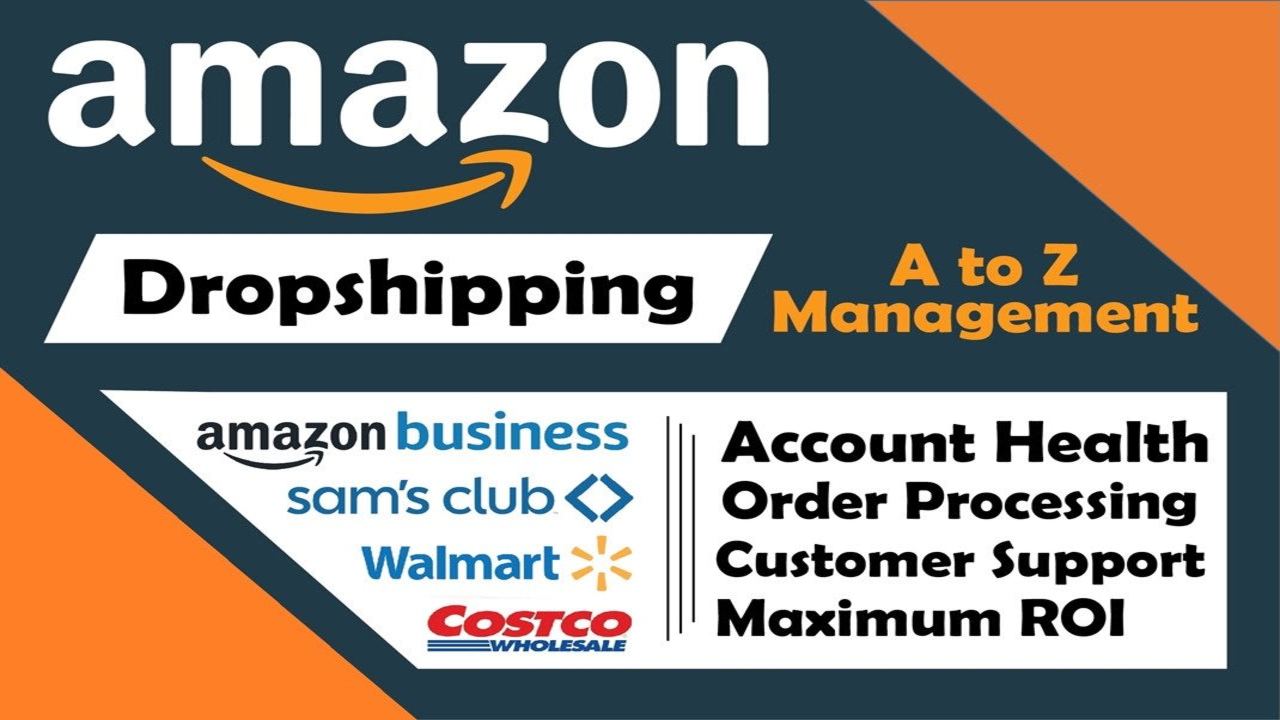 amazon
Dropshipping
A to Z
Management
amazon business
sam's club
Walmart
COSTCO
WHOLESALE
Account Health
Order Processing
Customer Support
Maximum ROI